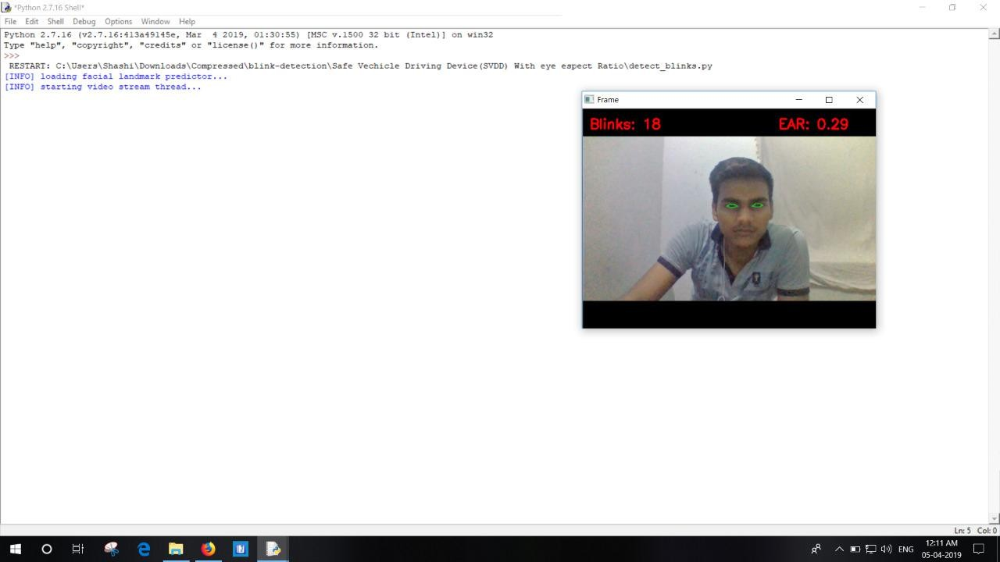 *Python 2.7.16 Shell*
File Edit Shell Debug Options Window Help
Python 2.7.16 (v2.7.16:413a49145e, Mar  4 2019, 01:30:55) [MSC v.1500 32 bit (Intel)] on win32
Type "help", "copyright", "credits" or "license()" for more information.
>>>
RESTART: C:\Users\Shashi\Downloads\Compressed\blink-detection\Safe Vechicle Driving Device(SVDD) With eye espect Ratio\detect_blinks.py
[INFO] loading facial landmark predictor...
[INFO] starting video stream thread...
Frame
Blinks: 18 EAR: 0.29
Ln: 5 Col: 0
ENG 12:11 AM
05-04-2019